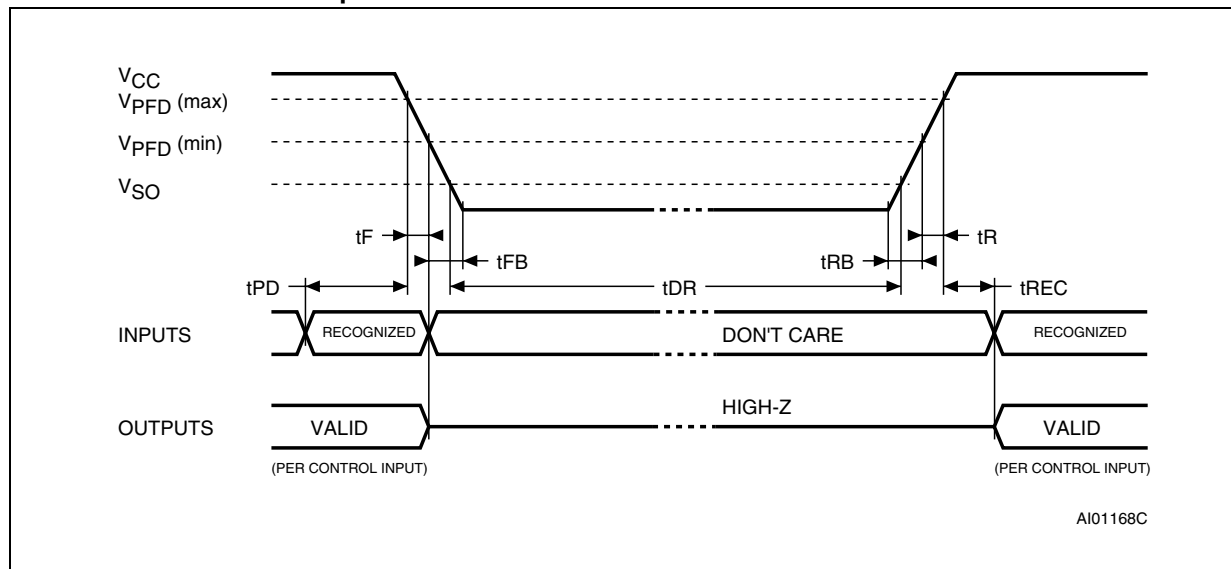 VCC
VPFD (max)
VPFD (min)
VSO
tF
tR
tFB
tRB
tPD
tDR
tREC
INPUTS
RECOGNIZED
DON'T CARE
RECOGNIZED
HIGH-Z
OUTPUTS
VALID
VALID
(PER CONTROL INPUT)
(PER CONTROL INPUT)
AI01168C